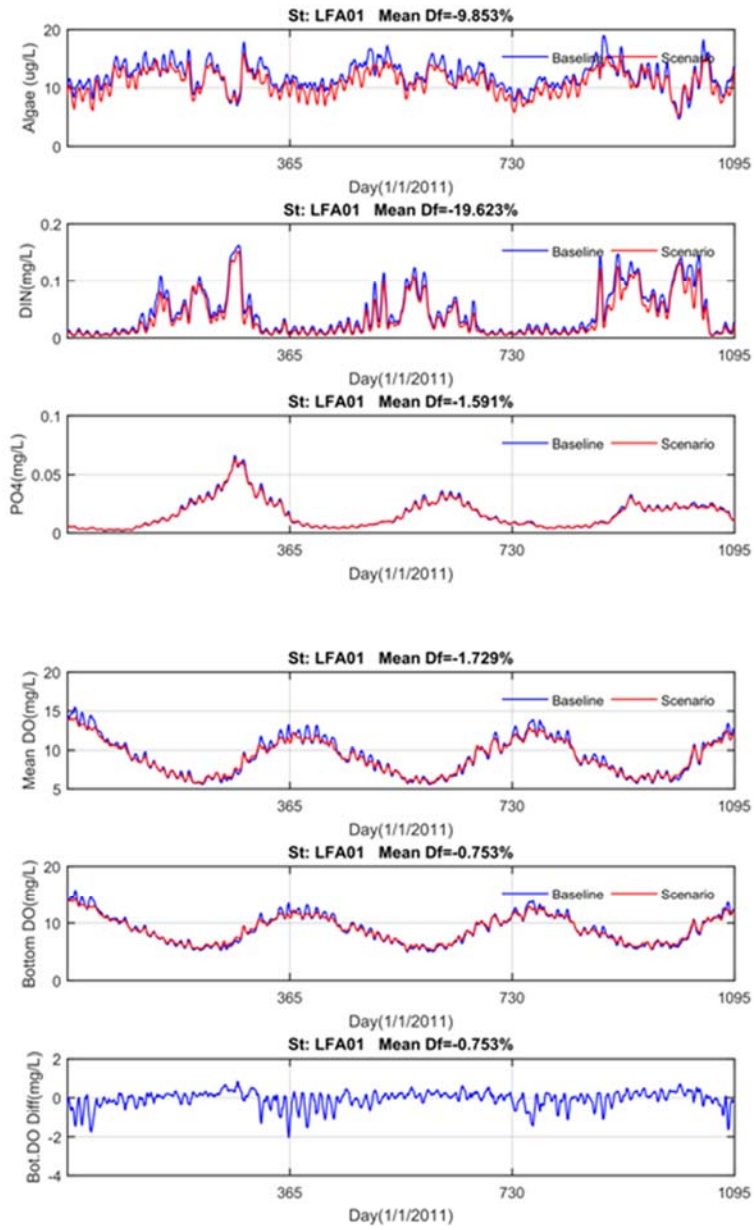 St: LFA01 Mean Df=-9.853%
Algae (ug/L)
20
10
0
Baseline
Scenario
365
730
1095
Day(1/1/2011)
St: LFA01 Mean Df=-19.623%
DIN(mg/L)
0.2
0.1
0
Baseline
Scenario
365
730
1095
Day(1/1/2011)
St: LFA01 Mean Df=-1.591%
PO4(mg/L)
0.1
0.05
0
Baseline
Scenario
365
730
1095
Day(1/1/2011)
St: LFA01 Mean Df=-1.729%
Mean DO(mg/L)
20
15
10
5
Baseline
Scenario
365
730
1095
Day(1/1/2011)
St: LFA01 Mean Df=-0.753%
Bottom DO(mg/L)
20
10
0
Baseline
Scenario
365
730
1095
Day(1/1/2011)
St: LFA01 Mean Df=-0.753%
Bot.DO Diff(mg/L)
2
0
-2
-4
365
730
1095
Day(1/1/2011)